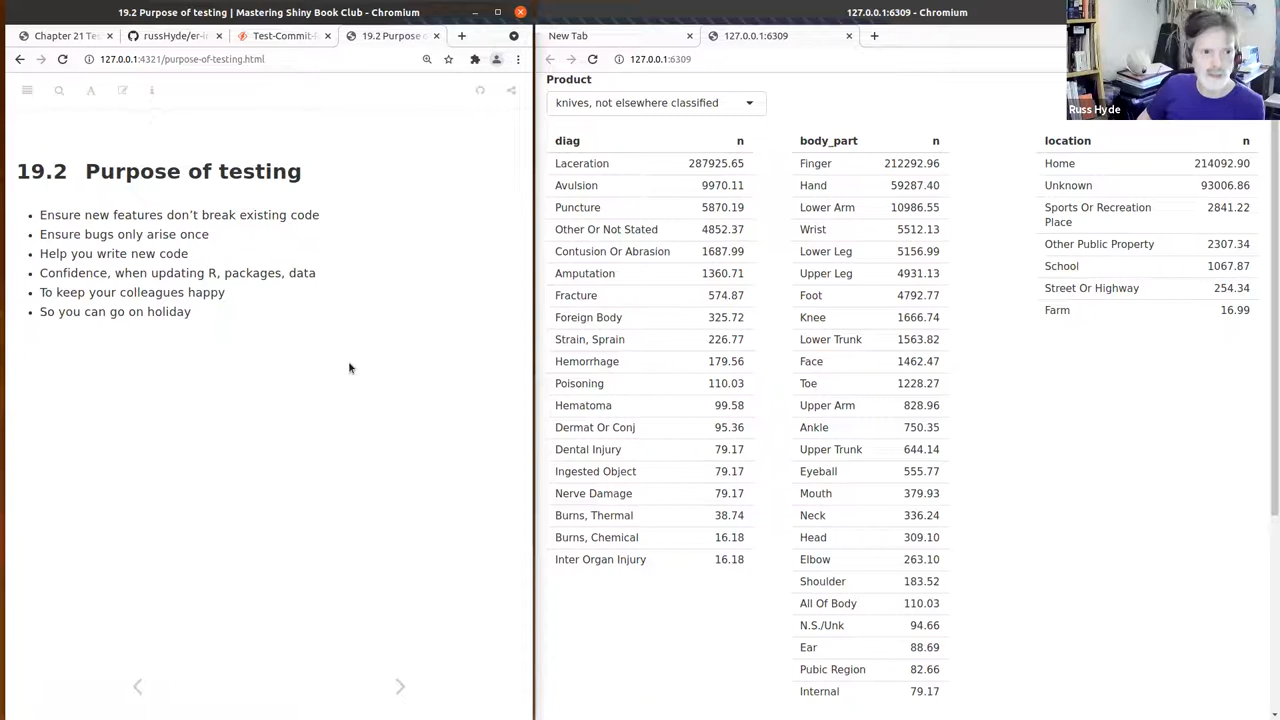 19.2 Purpose of testing | Mastering Shiny Book Club - Chromium
Chapter 21 Te
russHyde/er-i
Test-Commit-
19.2 Purpose o
127.0.0.1:4321/purpose-of-testing.html
19.2 Purpose of testing
• Ensure new features don’t break existing code
• Ensure bugs only arise once
• Help you write new code
• Confidence, when updating R, packages, data
• To keep your colleagues happy
• So you can go on holiday
127.0.0.1:6309 - Chromium
New Tab
127.0.0.1:6309
127.0.0.1:6309
Russ Hyde
Product
knives, not elsewhere classified
diag n
Laceration 287925.65
Avulsion 9970.11
Puncture 5870.19
Other Or Not Stated 4852.37
Contusion Or Abrasion 1687.99
Amputation 1360.71
Fracture 574.87
Foreign Body 325.72
Strain, Sprain 226.77
Hemorrhage 179.56
Poisoning 110.03
Hematoma 99.58
Dermat Or Conj 95.36
Dental Injury 79.17
Ingested Object 79.17
Nerve Damage 79.17
Burns, Thermal 38.74
Burns, Chemical 16.18
Inter Organ Injury 16.18
body_part n
Finger 212292.96
Hand 59287.40
Lower Arm 10986.55
Wrist 5512.13
Lower Leg 5156.99
Upper Leg 4931.13
Foot 4792.77
Knee 1666.74
Lower Trunk 1563.82
Face 1462.47
Toe 1228.27
Upper Arm 828.96
Ankle 750.35
Upper Trunk 644.14
Eyeball 555.77
Mouth 379.93
Neck 336.24
Head 309.10
Elbow 263.10
Shoulder 183.52
All Of Body 110.03
N.S./Unk 94.66
Ear 88.69
Pubic Region 82.66
Internal 79.17
location n
Home 214092.90
Unknown 93006.86
Sports Or Recreation
Place 2841.22
Other Public Property 2307.34
School 1067.87
Street Or Highway 254.34
Farm 16.99